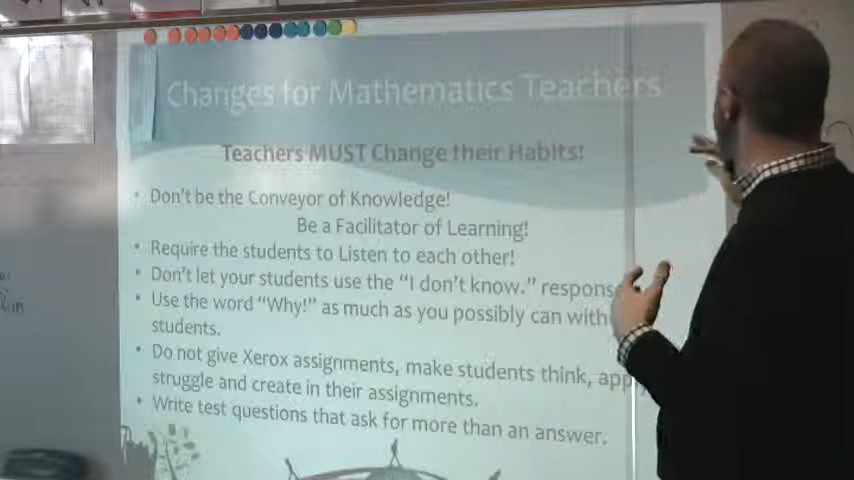 Changes for Mathematics Teachers
Teachers MUST Change their Habits!
• Don't be the Conveyor of Knowledge!
Be a Facilitator of Learning!
• Require the students to Listen to each other!
• Don't let your students use the "I don't know." respons
• Use the word "Why!" as much as you possibly can with
students.
• Do not give Xerox assignments, make students think, app
struggle and create in their assignments.
• Write test questions that ask for more than an answer.